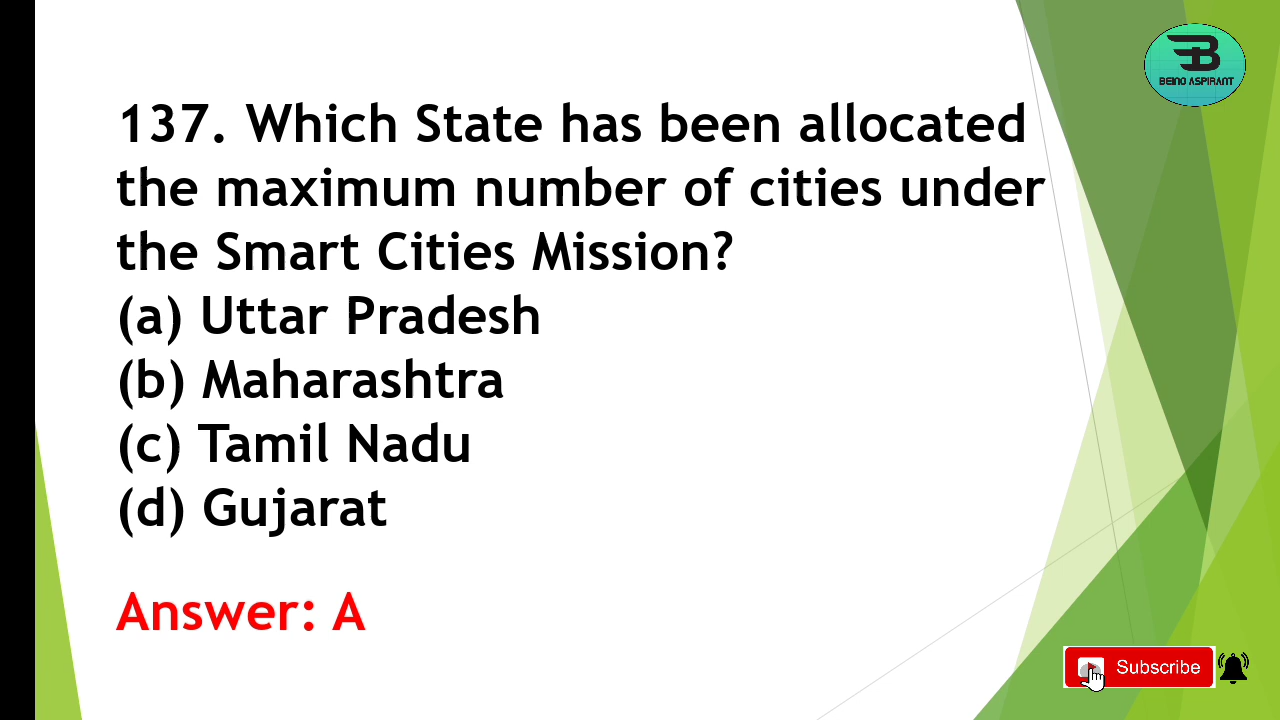 BEING ASPIRANT
137. Which State has been allocated
the maximum number of cities under
the Smart Cities Mission?
(a) Uttar Pradesh
(b) Maharashtra
(c) Tamil Nadu
(d) Gujarat
Answer: A
Subscribe